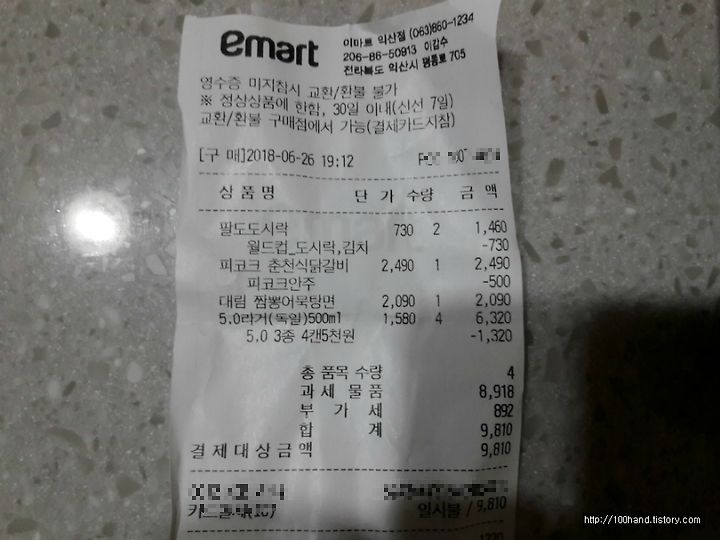 emart 이마트 익산점 (063)860-1234
206-86-50913 이갑수
전라북도 익산시 평동로 705
영수증 미지참시 교환/환불 불가
※ 정상상품에 한함, 30일 이내(신선 7일)
교환/환불 구매점에서 가능(결제카드지참)
[구 매]2018-06-26 19:12
상 품 명 단 가 수량 금 액
팔도도시락 730 2 1,460
월드컵_도시락,김치 -730
피코크 춘천식닭갈비 2,490 1 2,490
피코크안주 -500
대림 짬뽕어묵탕면 2,090 1 2,090
5.0라거(독일)500ml 1,580 4 6,320
5.0 3종 4캔5천원 -1,320
총 품목 수량 4
과 세 물 품 8,918
부 가 세 892
합 계 9,810
결 제 대 상 금 액 9,810
일시불 / 9,810
http://100hand.tistory.com